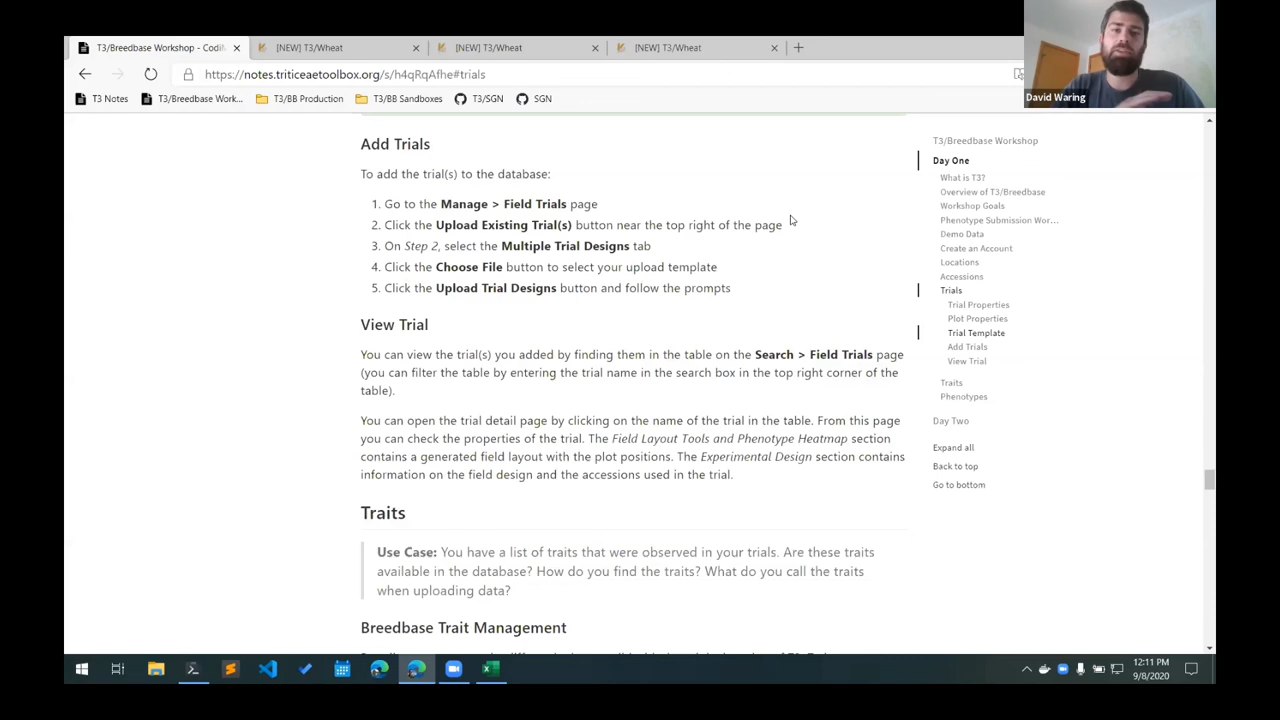 T3/Breedbase Workshop - CodiM
[NEW] T3/Wheat
[NEW] T3/Wheat
[NEW] T3/Wheat
https://notes.triticeaetoolbox.org/s/h4qRqAfhe#trials
T3 Notes
T3/Breedbase Work...
T3/BB Production
T3/BB Sandboxes
T3/SGN
SGN
David Waring
Add Trials
To add the trial(s) to the database:
1. Go to the Manage > Field Trials page
2. Click the Upload Existing Trial(s) button near the top right of the page
3. On Step 2, select the Multiple Trial Designs tab
4. Click the Choose File button to select your upload template
5. Click the Upload Trial Designs button and follow the prompts
View Trial
You can view the trial(s) you added by finding them in the table on the Search > Field Trials page
(you can filter the table by entering the trial name in the search box in the top right corner of the
table).
You can open the trial detail page by clicking on the name of the trial in the table. From this page
you can check the properties of the trial. The Field Layout Tools and Phenotype Heatmap section
contains a generated field layout with the plot positions. The Experimental Design section contains
information on the field design and the accessions used in the trial.
Traits
Use Case: You have a list of traits that were observed in your trials. Are these traits
available in the database? How do you find the traits? What do you call the traits
when uploading data?
Breedbase Trait Management
T3/Breedbase Workshop
Day One
What is T3?
Overview of T3/Breedbase
Workshop Goals
Phenotype Submission Wor...
Demo Data
Create an Account
Locations
Accessions
Trials
Trial Properties
Plot Properties
Trial Template
Add Trials
View Trial
Traits
Phenotypes
Day Two
Expand all
Back to top
Go to bottom
12:11 PM
9/8/2020